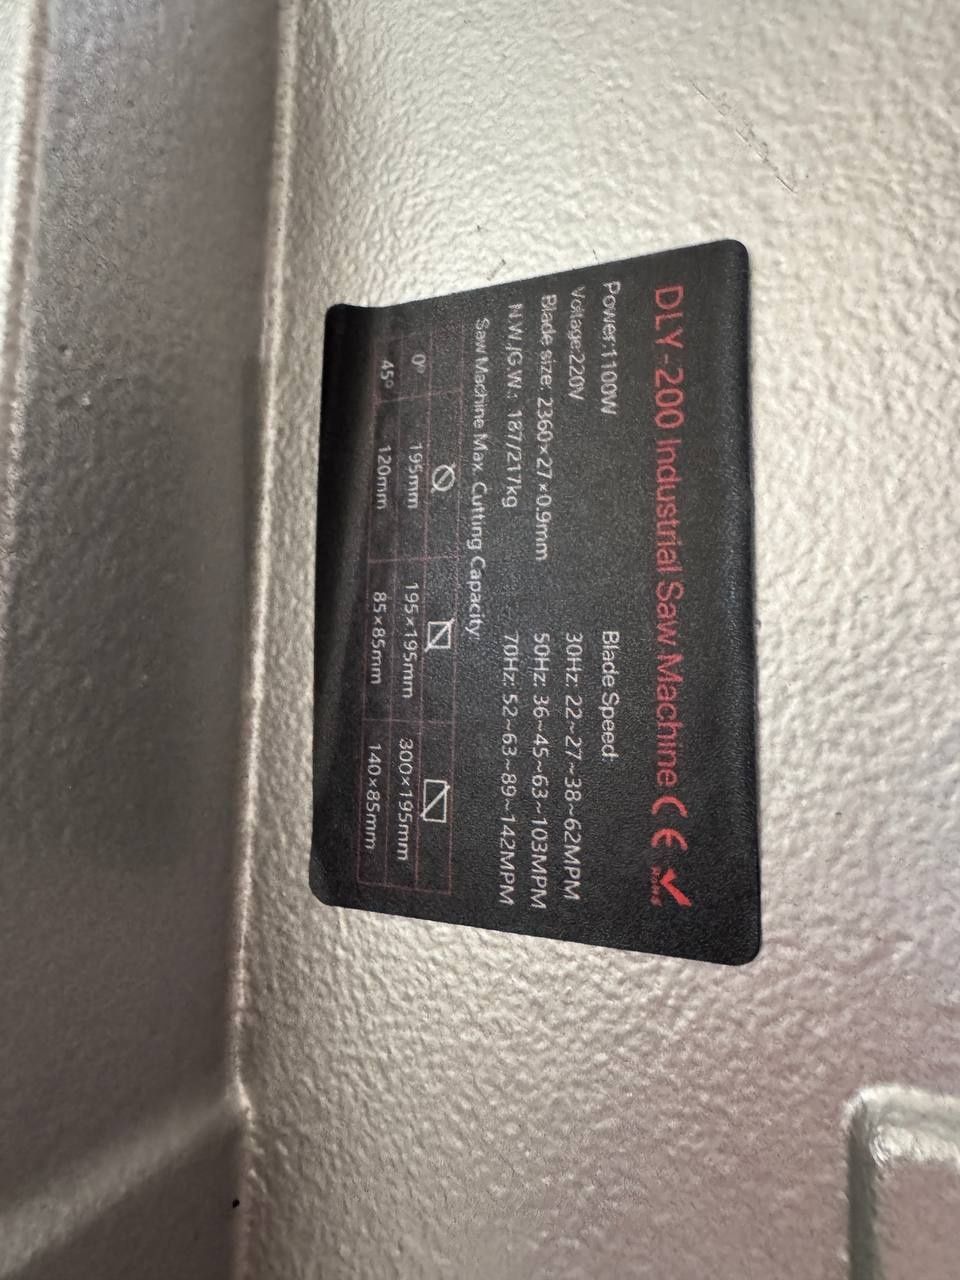 DLY-200 Industrial Saw Machine CE RoHS
Power:1100W
Voltage:220V
Blade size: 2360×27×0.9mm
N.W./G.W.: 187/217kg
Blade Speed:
30Hz: 22~27~38~62MPM
50Hz: 36~45~63~103MPM
70Hz: 52~63~89~142MPM
Saw Machine Max. Cutting Capacity
0° 195mm 195×195mm 300×195mm
45° 120mm 85×85mm 140×85mm